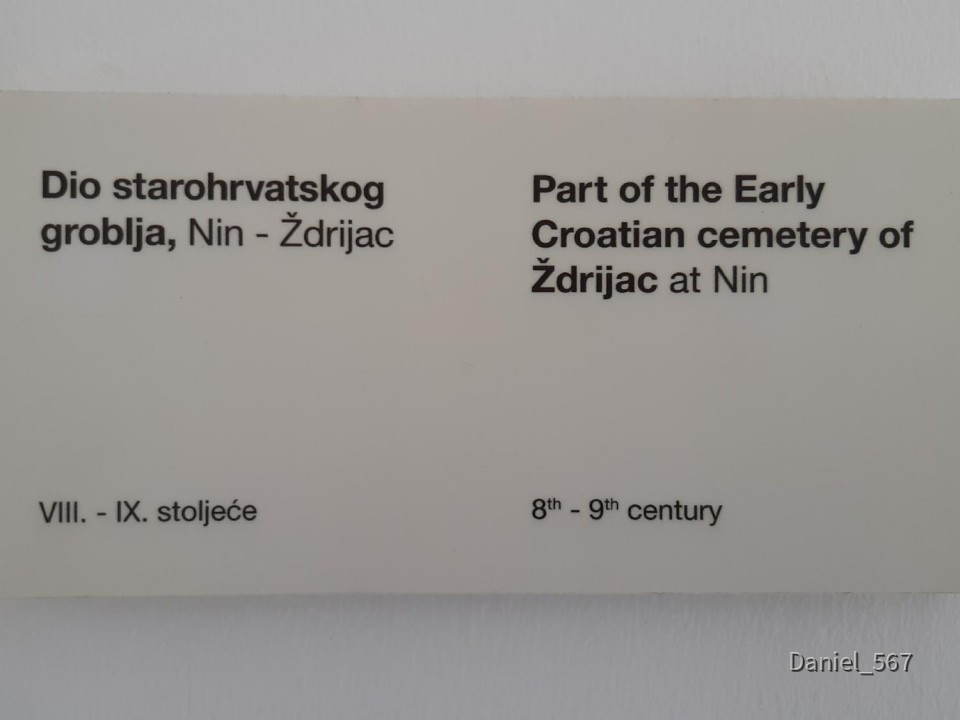 Dio starohrvatskog
groblja, Nin - Ždrijac
VIII. - IX. stoljeće
Part of the Early
Croatian cemetery of
Ždrijac at Nin
8th - 9th century
Daniel_567